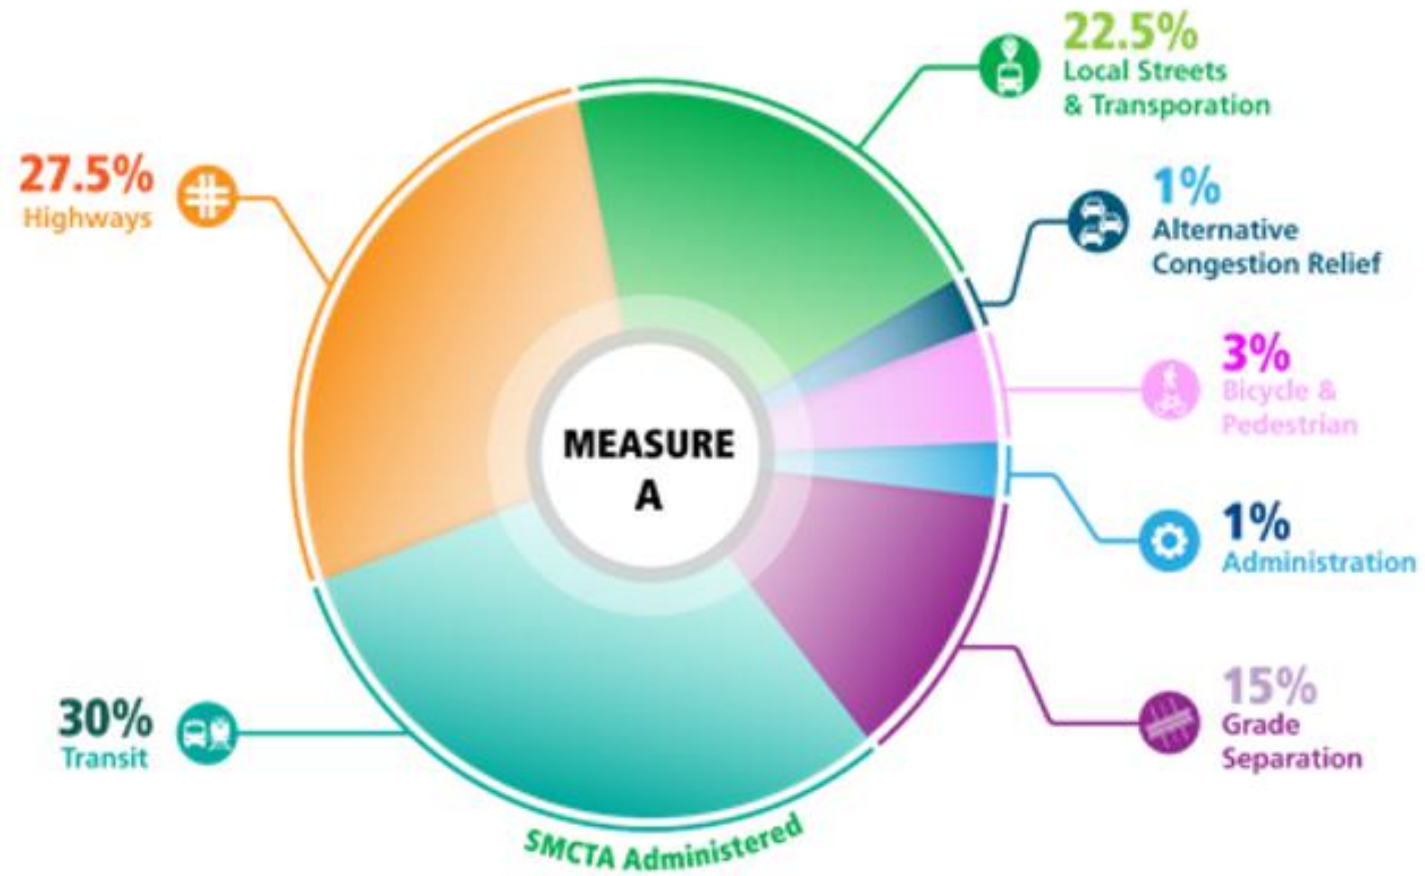 22.5%
Local Streets
& Transporation
27.5%
Highways
1%
Alternative
Congestion Relief
3%
Bicycle &
Pedestrian
MEASURE
A
1%
Administration
30%
Transit
15%
Grade
Separation
SMCTA Administered